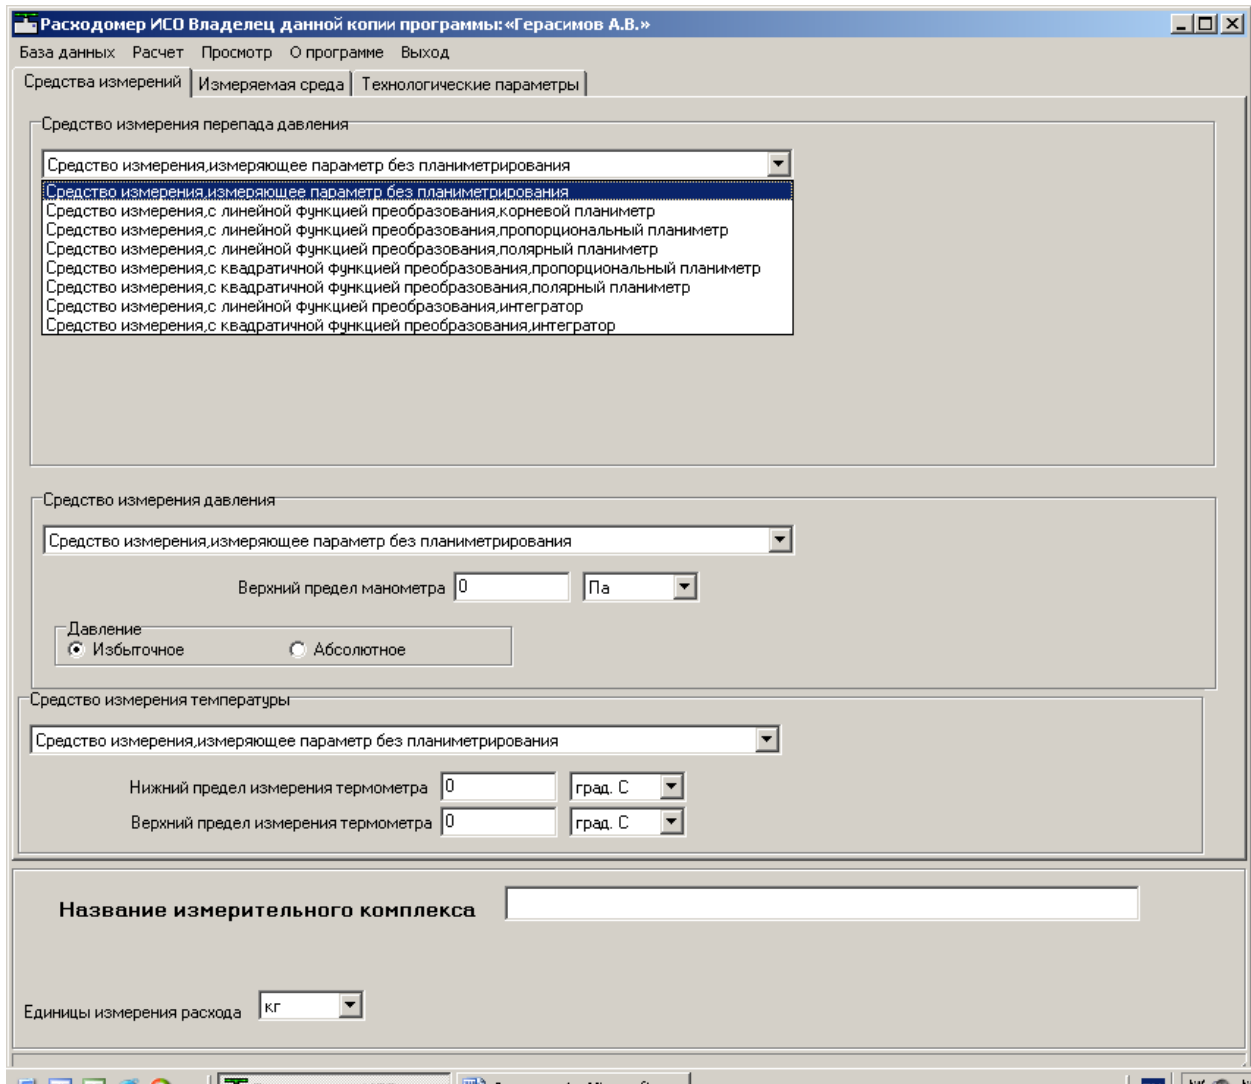 Расходомер ИСО Владелец данной копии программы:«Герасимов А.В.»
База данных Расчет Просмотр О программе Выход
Средства измерений Измеряемая среда Технологические параметры
Средство измерения перепада давления
Средство измерения,измеряющее параметр без планиметрирования
Средство измерения,измеряющее параметр без планиметрирования
Средство измерения,с линейной функцией преобразования,корневой планиметр
Средство измерения,с линейной функцией преобразования,пропорциональный планиметр
Средство измерения,с линейной функцией преобразования,полярный планиметр
Средство измерения,с квадратичной функцией преобразования,пропорциональный планиметр
Средство измерения,с квадратичной функцией преобразования,полярный планиметр
Средство измерения,с линейной функцией преобразования,интегратор
Средство измерения,с квадратичной функцией преобразования,интегратор
Средство измерения давления
Средство измерения,измеряющее параметр без планиметрирования
Верхний предел манометра 0 Па
Давление
Избыточное Абсолютное
Средство измерения температуры
Средство измерения,измеряющее параметр без планиметрирования
Нижний предел измерения термометра 0 град. С
Верхний предел измерения термометра 0 град. С
Название измерительного комплекса
Единицы измерения расхода кг